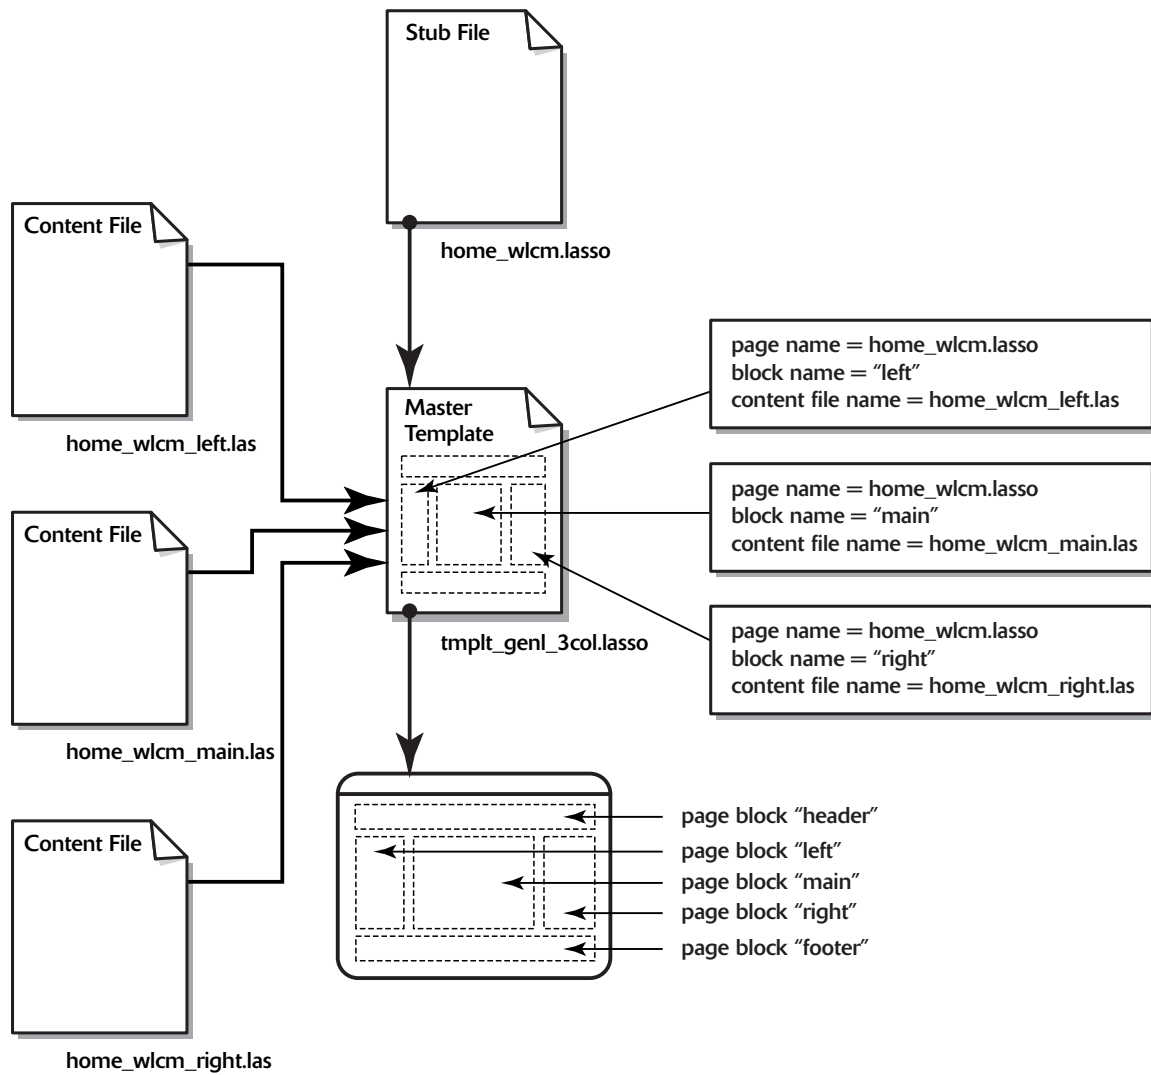 Stub File
home_wlcm.lasso
Content File
home_wlcm_left.las
Content File
home_wlcm_main.las
Content File
home_wlcm_right.las
Master
Template
tmplt_genl_3col.lasso
page name = home_wlcm.lasso
block name = “left”
content file name = home_wlcm_left.las
page name = home_wlcm.lasso
block name = “main”
content file name = home_wlcm_main.las
page name = home_wlcm.lasso
block name = “right”
content file name = home_wlcm_right.las
page block “header”
page block “left”
page block “main”
page block “right”
page block “footer”